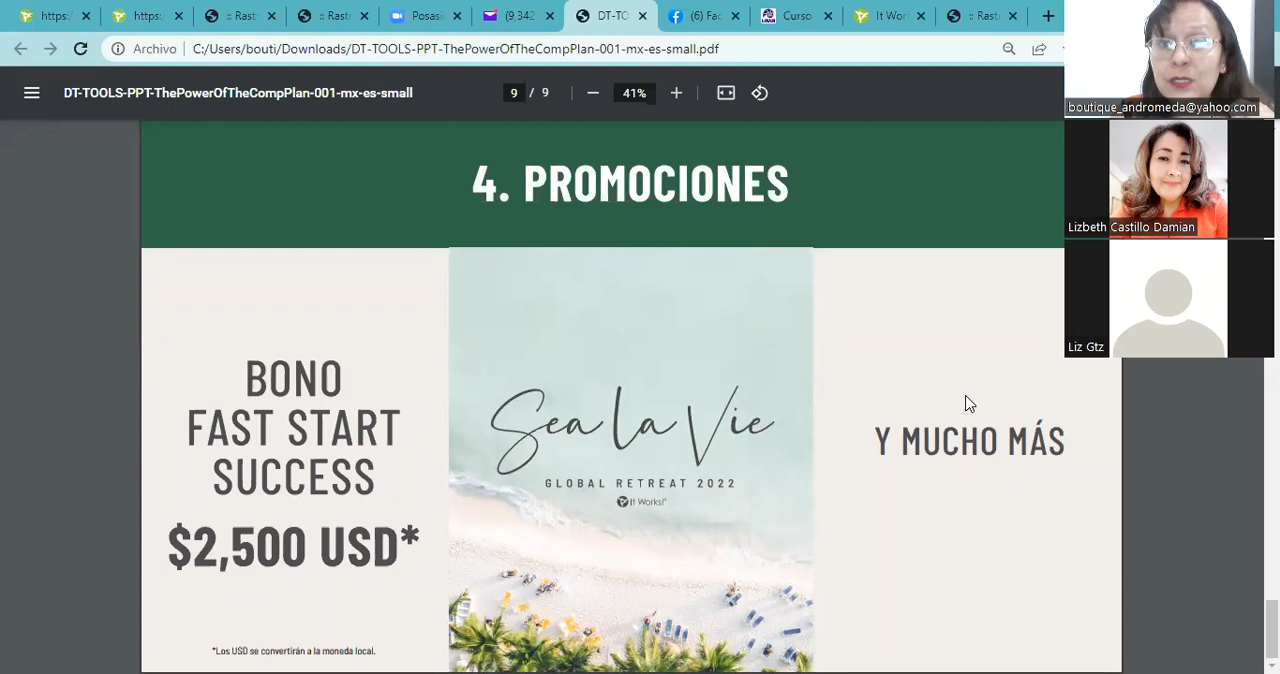 https:/
https:/
:: Rast
:: Rastr
Posasi
(9,342
DT-TO
(6) Fac
Curso
It Wor
:: Rast
Archivo
C:/Users/bouti/Downloads/DT-TOOLS-PPT-ThePowerOfTheCompPlan-001-mx-es-small.pdf
DT-TOOLS-PPT-ThePowerOfTheCompPlan-001-mx-es-small
9 / 9
41%
boutique_andromeda@yahoo.com
Lizbeth Castillo Damian
Liz Gtz
4. PROMOCIONES
BONO
FAST START
SUCCESS
$2,500 USD*
*Los USD se convertirán a la moneda local.
Sea la Vie
GLOBAL RETREAT 2022
It Works!
Y MUCHO MÁS